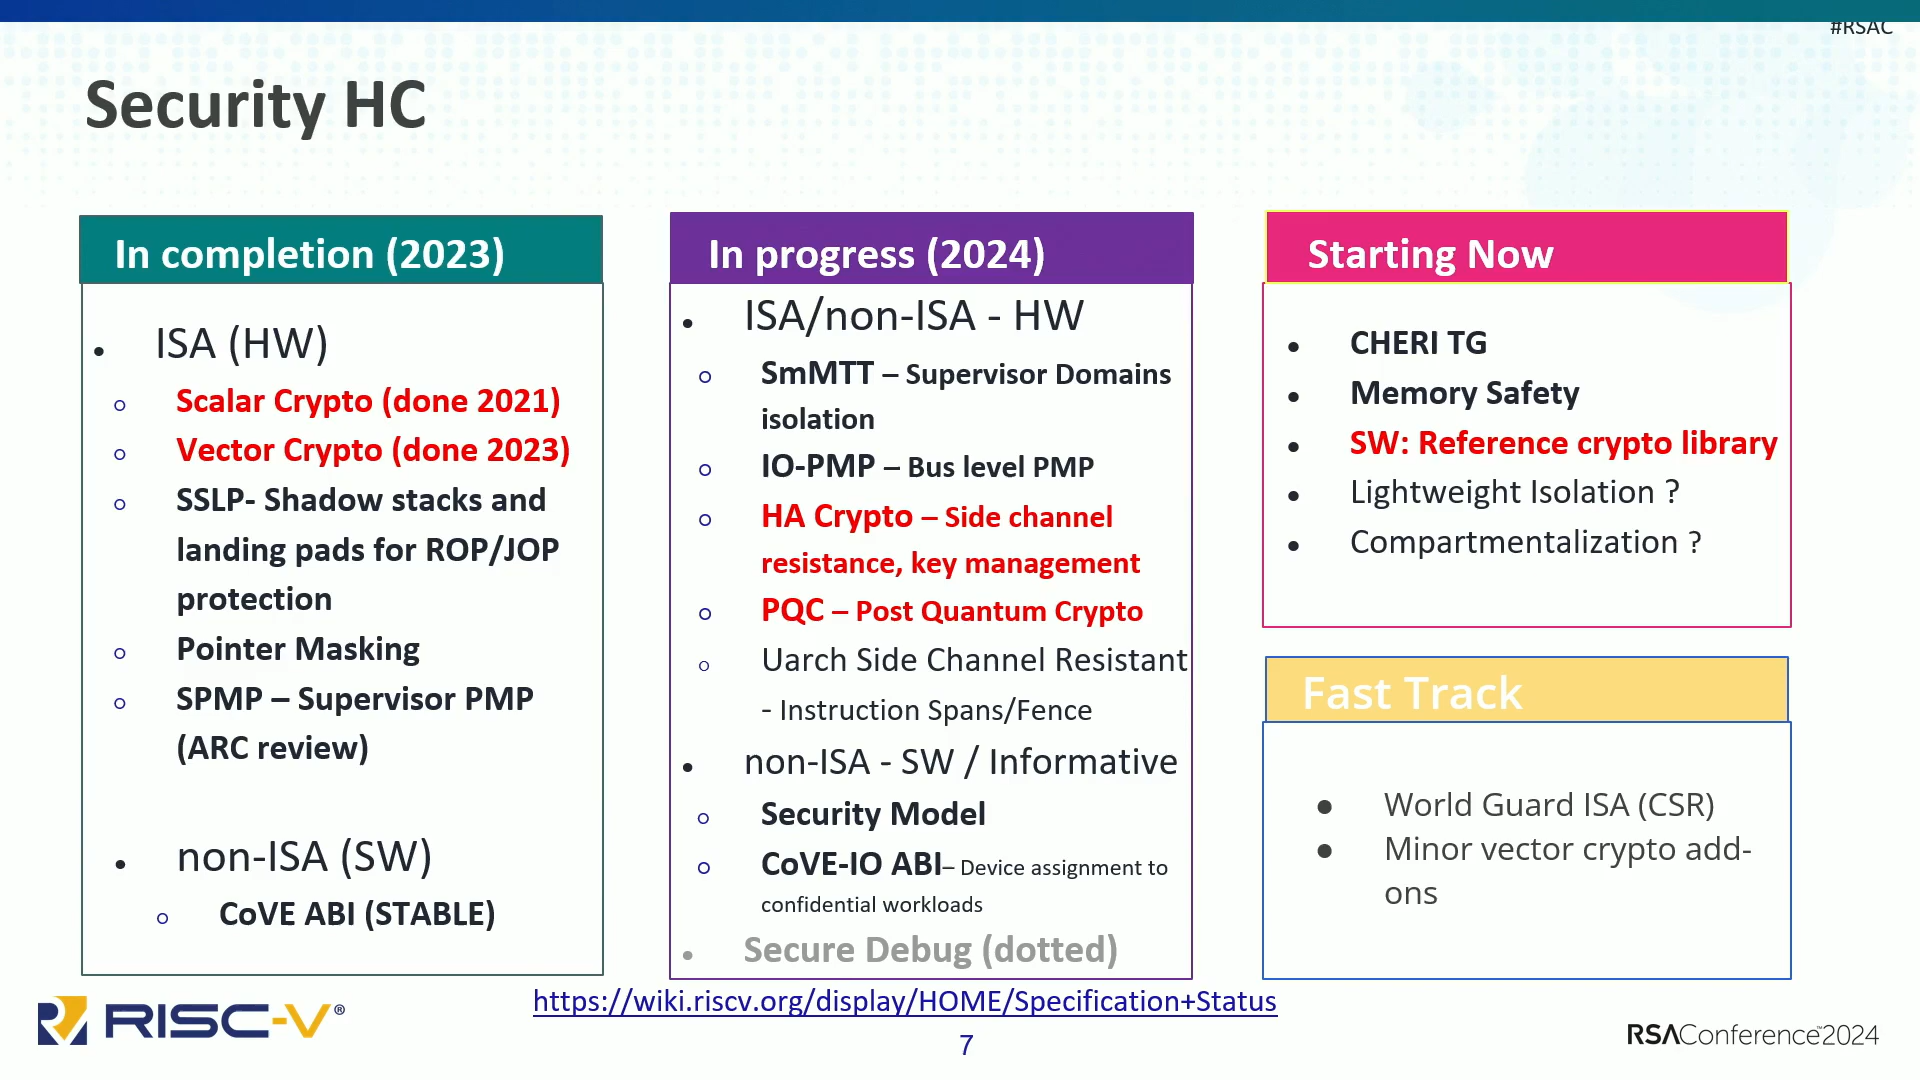 #RSAC
Security HC
In completion (2023)
ISA (HW)
Scalar Crypto (done 2021)
Vector Crypto (done 2023)
SSLP- Shadow stacks and
landing pads for ROP/JOP
protection
Pointer Masking
SPMP – Supervisor PMP
(ARC review)
non-ISA (SW)
CoVE ABI (STABLE)
In progress (2024)
ISA/non-ISA - HW
SmMTT – Supervisor Domains
isolation
IO-PMP – Bus level PMP
HA Crypto – Side channel
resistance, key management
PQC – Post Quantum Crypto
Uarch Side Channel Resistant
- Instruction Spans/Fence
non-ISA - SW / Informative
Security Model
CoVE-IO ABI– Device assignment to
confidential workloads
Secure Debug (dotted)
Starting Now
CHERI TG
Memory Safety
SW: Reference crypto library
Lightweight Isolation ?
Compartmentalization ?
Fast Track
World Guard ISA (CSR)
Minor vector crypto add-
ons
RISC-V®
https://wiki.riscv.org/display/HOME/Specification+Status
7
RSAConference™2024